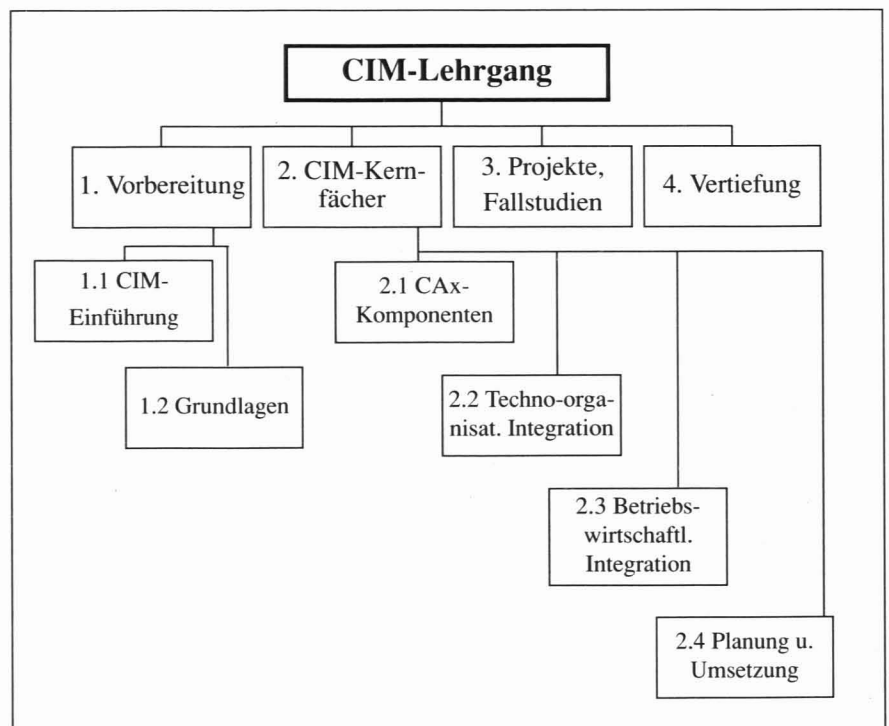 CIM-Lehrgang
1. Vorbereitung
2. CIM-Kern-
fächer
3. Projekte,
Fallstudien
4. Vertiefung
1.1 CIM-
Einführung
1.2 Grundlagen
2.1 CAx-
Komponenten
2.2 Techno-orga-
nisat. Integration
2.3 Betriebs-
wirtschaftl.
Integration
2.4 Planung u.
Umsetzung